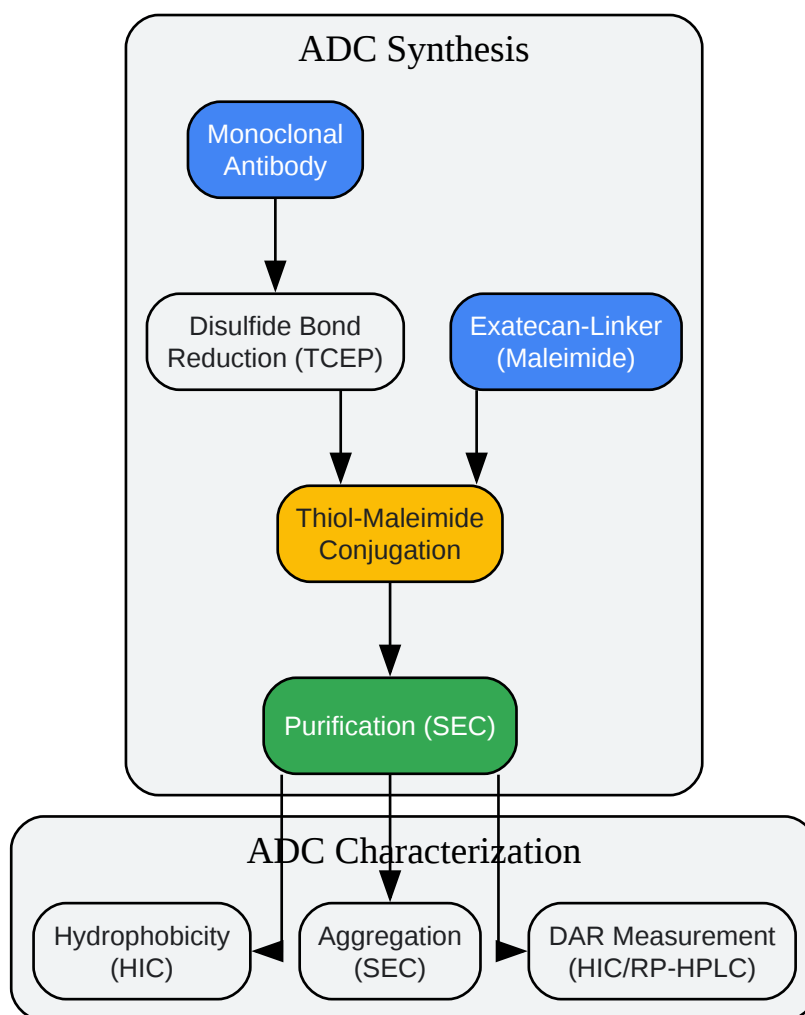 ADC Synthesis
Monoclonal
Antibody
Disulfide Bond
Reduction (TCEP)
Exatecan-Linker
(Maleimide)
Thiol-Maleimide
Conjugation
Purification (SEC)
ADC Characterization
Hydrophobicity
(HIC)
Aggregation
(SEC)
DAR Measurement
(HIC/RP-HPLC)